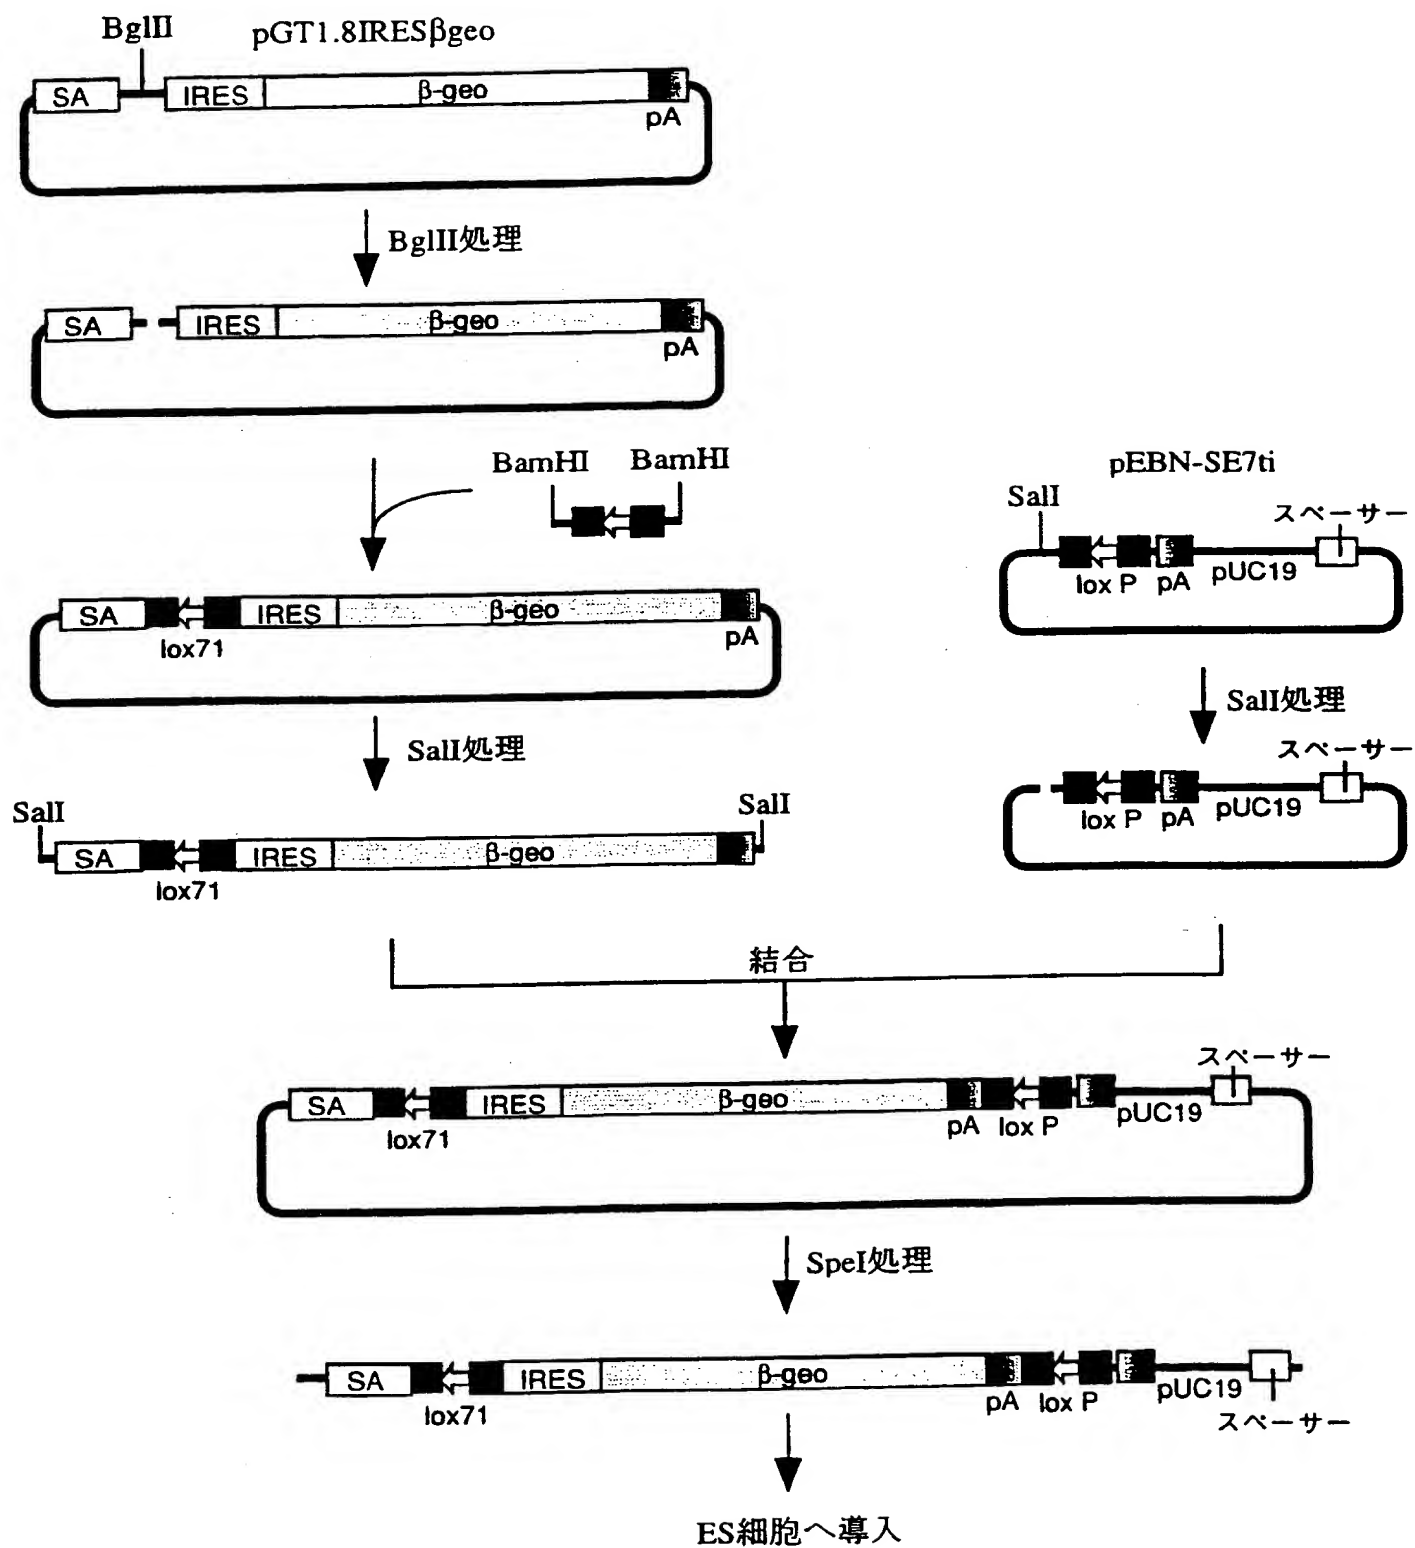 BglII pGT1.8IRESβgeo
SA IRES β-geo
pA
BglII処理
SA IRES β-geo
pA
BamHI BamHI
pEBN-SE7ti
SalI
スペーサー
lox P pA pUC19
SA IRES β-geo
lox71
pA
SalI処理
SalI処理
スペーサー
lox P pA pUC19
SalI SalI
SA IRES β-geo
lox71
結合
スペーサー
SA IRES β-geo
lox71 pA lox P pUC19
SpeI処理
SA IRES β-geo
lox71 pA lox P pUC19
スペーサー
ES細胞へ導入